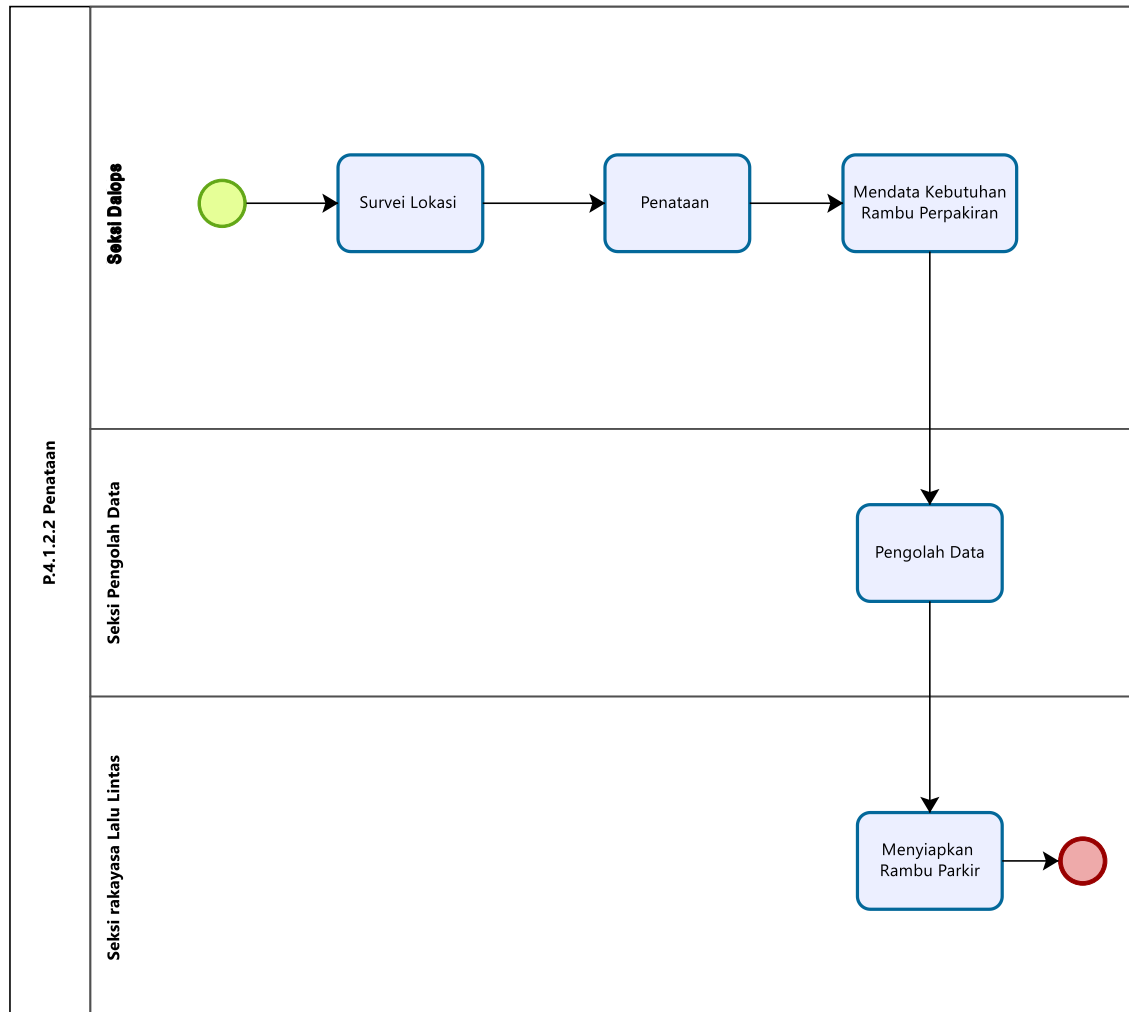 P.4.1.2.2 Penataan
Seksi Dalops
Survei Lokasi
Penataan
Mendata Kebutuhan
Rambu Perpakiran
Seksi Pengolah Data
Pengolah Data
Seksi rakayasa Lalu Lintas
Menyiapkan
Rambu Parkir